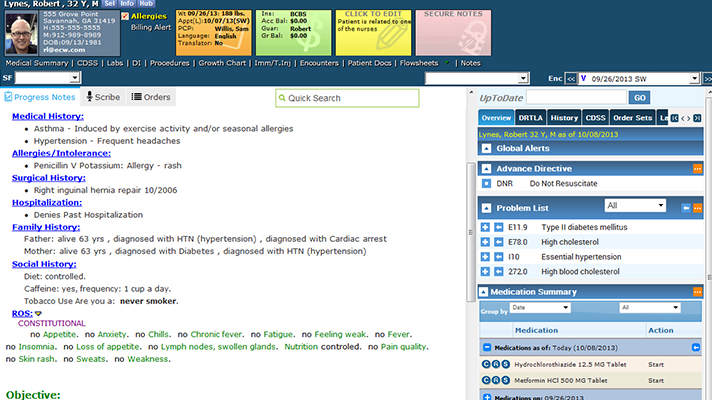 Lynes, Robert , 32 Y, M Sel Info Hub
555 Grove Point
Savannah, GA 31419
H:555-555-5555
M:912-989-8989
DOB:09/13/1981
rl@ecw.com
Allergies
Billing Alert
Wt 09/26/13: 188 lbs.
Appt(L):10/07/13(SW)
PCP: Willis, Sam
Language: English
Translator: No
Ins: BCBS
Acc Bal: $0.00
Guar: Robert
Gr Bal: $0.00
CLICK TO EDIT
Patient is related to one of the nurses
SECURE NOTES
Medical Summary | CDSS | Labs | DI | Procedures | Growth Chart | Imm/T.Inj | Encounters | Patient Docs | Flowsheets Notes
SF
Enc << V 09/26/2013 SW >>
Progress Notes Scribe Orders
Quick Search
Medical History:
• Asthma - Induced by exercise activity and/or seasonal allergies
• Hypertension - Frequent headaches
Allergies/Intolerance:
• Penicillin V Potassium: Allergy - rash
Surgical History:
• Right inguinal hernia repair 10/2006
Hospitalization:
• Denies Past Hospitalization
Family History:
Father: alive 63 yrs , diagnosed with HTN (hypertension) , diagnosed with Cardiac arrest
Mother: alive 63 yrs , diagnosed with Diabetes , diagnosed with HTN (hypertension)
Social History:
Diet: controlled.
Caffeine: yes, frequency: 1 cup a day.
Tobacco Use Are you a: never smoker.
ROS:
CONSTITUTIONAL
no Appetite. no Anxiety. no Chills. no Chronic fever. no Fatigue. no Feeling weak. no Fever.
no Insomnia. no Loss of appetite. no Lymph nodes, swollen glands. Nutrition controled. no Pain quality.
no Skin rash. no Sweats. no Weakness.
Objective:
UpToDate GO
Overview DRTLA History CDSS Order Sets La
Lynes, Robert 32 Y, M as of 10/08/2013
Global Alerts
Advance Directive
DNR Do Not Resuscitate
Problem List All
E11.9 Type II diabetes mellitus
E78.0 High cholesterol
I10 Essential hypertension
272.0 High blood cholesterol
Medication Summary
Group by Date All
Medication Action
Medications as of: Today (10/08/2013)
C R S Hydrochlorothiazide 12.5 MG Tablet Start
C R S Metformin HCl 500 MG Tablet Start
Medications on: 09/26/2013